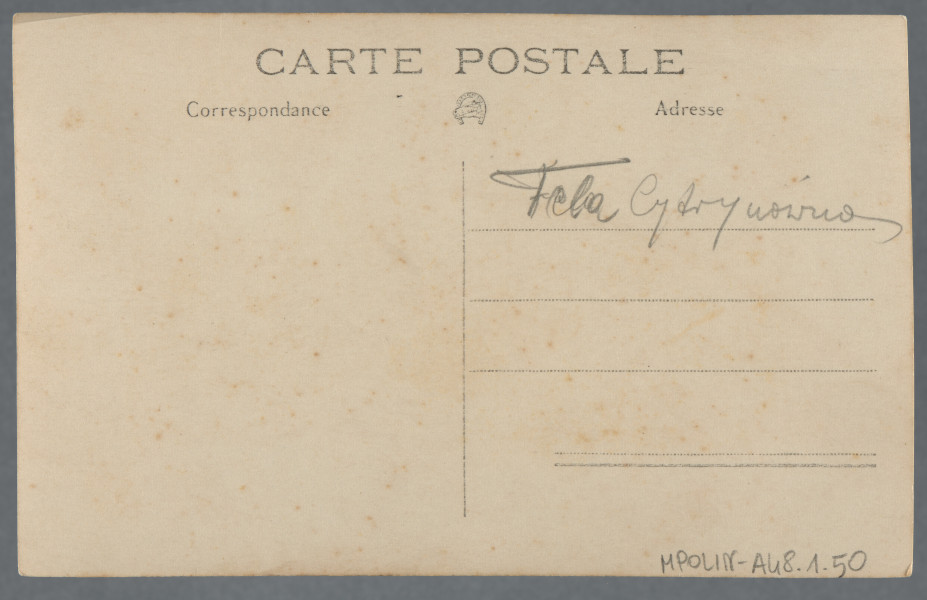 CARTE POSTALE
Correspondance
Adresse
Fela Cytrynówna
MPOLIN-A48.1.50